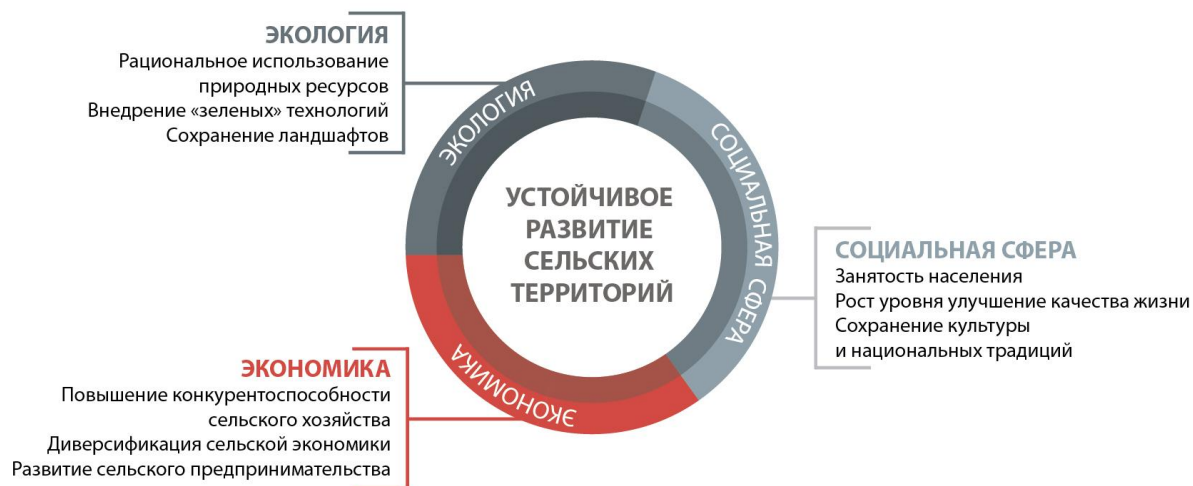 ЭКОЛОГИЯ
Рациональное использование
природных ресурсов
Внедрение «зеленых» технологий
Сохранение ландшафтов
ЭКОЛОГИЯ
СОЦИАЛЬНАЯ СФЕРА
ЭКОНОМИКА
УСТОЙЧИВОЕ
РАЗВИТИЕ
СЕЛЬСКИХ
ТЕРРИТОРИЙ
СОЦИАЛЬНАЯ СФЕРА
Занятость населения
Рост уровня улучшение качества жизни
Сохранение культуры
и национальных традиций
ЭКОНОМИКА
Повышение конкурентоспособности
сельского хозяйства
Диверсификация сельской экономики
Развитие сельского предпринимательства